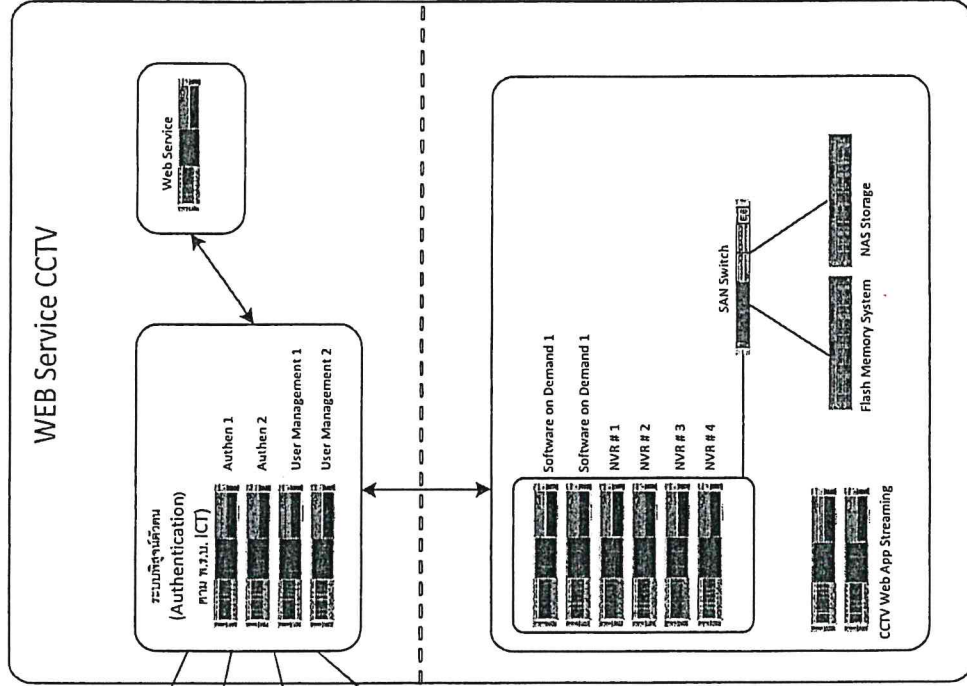 WEB Service CCTV
Web Service
ระบบพิสูจน์ตัวตน
(Authentication)
ตาม พ.ร.บ. ICT
Authen 1
Authen 2
User Management 1
User Management 2
Software on Demand 1
Software on Demand 1
NVR # 1
NVR # 2
NVR # 3
NVR # 4
SAN Switch
Flash Memory System
NAS Storage
CCTV Web App Streaming